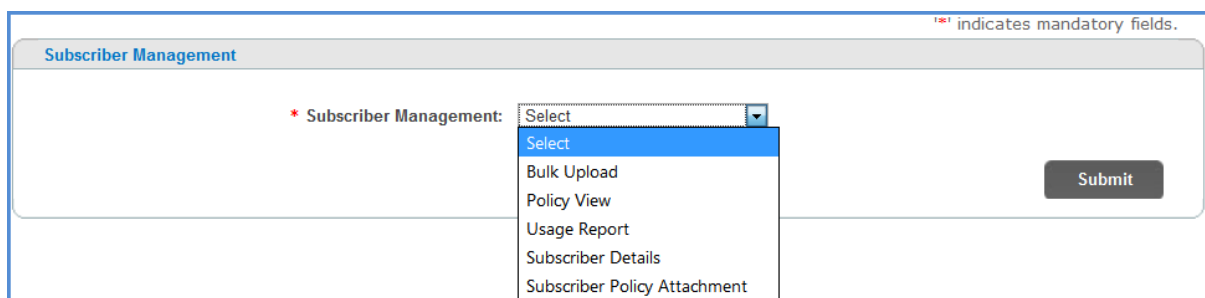 '*' indicates mandatory fields.
Subscriber Management
* Subscriber Management: Select
Select
Bulk Upload
Policy View
Usage Report
Subscriber Details
Subscriber Policy Attachment
Submit